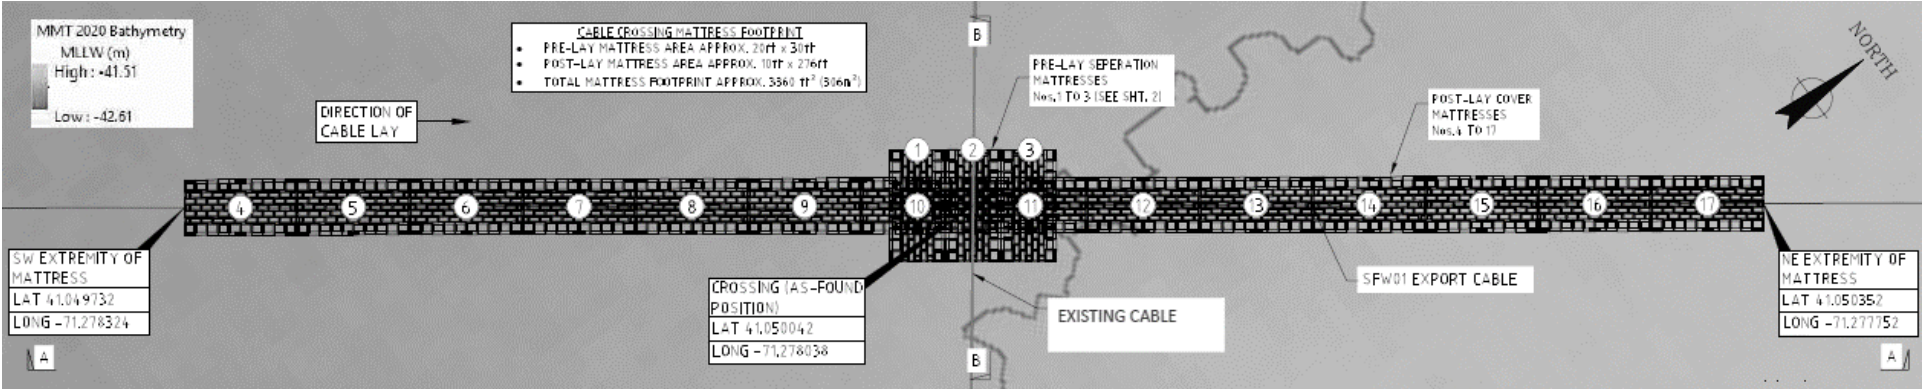 MMT 2020 Bathymetry
MLLW (m)
High : -41.51
Low : -42.61
DIRECTION OF
CABLE LAY
CABLE CROSSING MATTRESS FOOTPRINT
• PRE-LAY MATTRESS AREA APPROX. 20ft x 30ft
• POST-LAY MATTRESS AREA APPROX. 10ft x 276ft
• TOTAL MATTRESS FOOTPRINT APPROX. 3360 ft² (306m²)
B
PRE-LAY SEPERATION
MATTRESSES
Nos.1 TO 3 (SEE SHT. 2)
POST-LAY COVER
MATTRESSES
Nos.4 TO 17
NORTH
1 2 3
4 5 6 7 8 9 10 11 12 13 14 15 16 17
SW EXTREMITY OF
MATTRESS
LAT 41.049732
LONG -71.278324
CROSSING (AS-FOUND
POSITION)
LAT 41.050042
LONG -71.278038
EXISTING CABLE
SFW01 EXPORT CABLE
NE EXTREMITY OF
MATTRESS
LAT 41.050352
LONG -71.277752
A
B
A